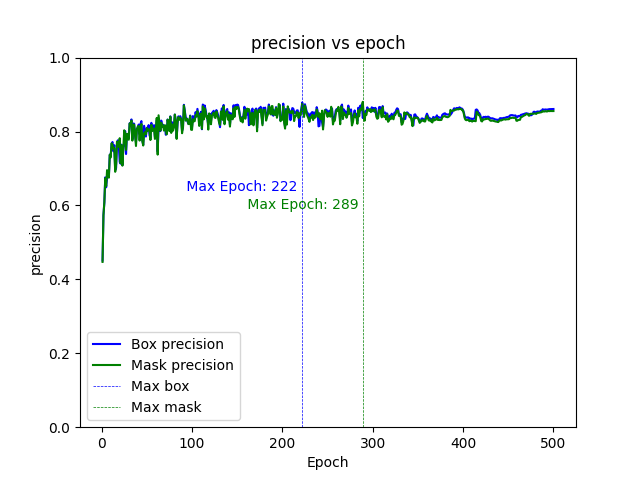 precision vs epoch
1.0
0.8
0.6
0.4
0.2
0.0
precision
Max Epoch: 222
Max Epoch: 289
Box precision
Mask precision
Max box
Max mask
0 100 200 300 400 500
Epoch